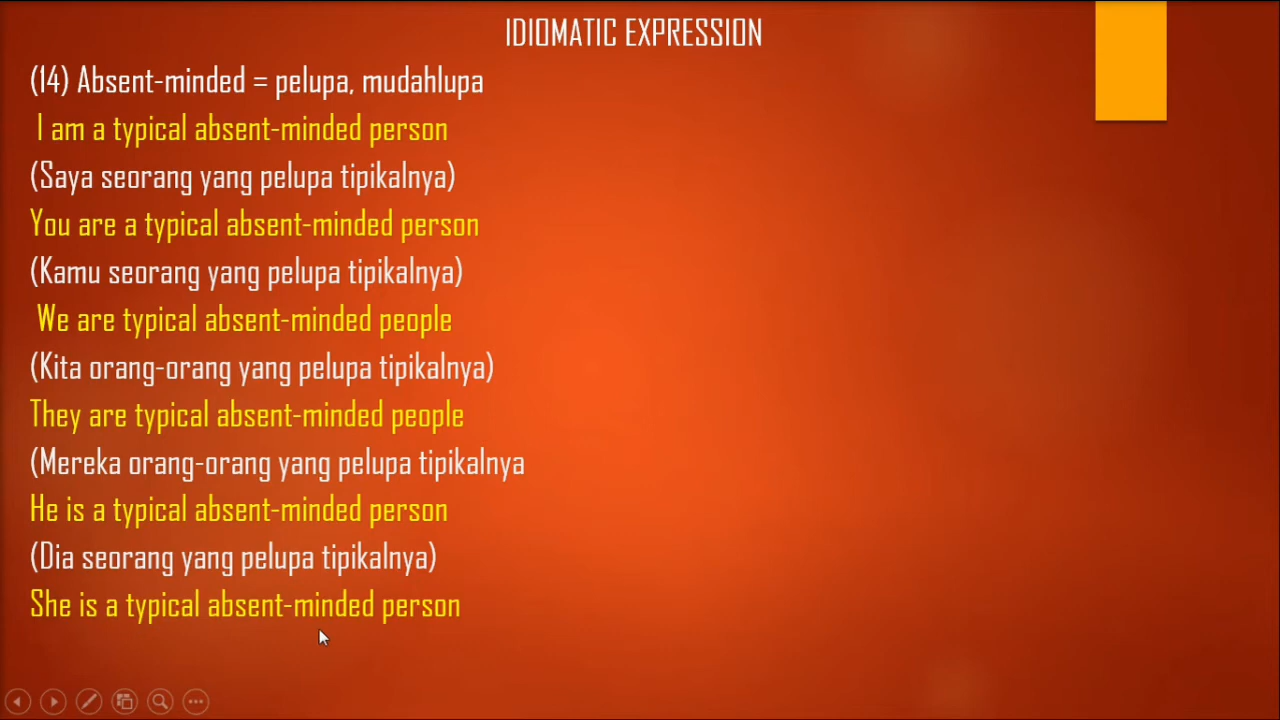 IDIOMATIC EXPRESSION
(14) Absent-minded = pelupa, mudahlupa
I am a typical absent-minded person
(Saya seorang yang pelupa tipikalnya)
You are a typical absent-minded person
(Kamu seorang yang pelupa tipikalnya)
We are typical absent-minded people
(Kita orang-orang yang pelupa tipikalnya)
They are typical absent-minded people
(Mereka orang-orang yang pelupa tipikalnya
He is a typical absent-minded person
(Dia seorang yang pelupa tipikalnya)
She is a typical absent-minded person